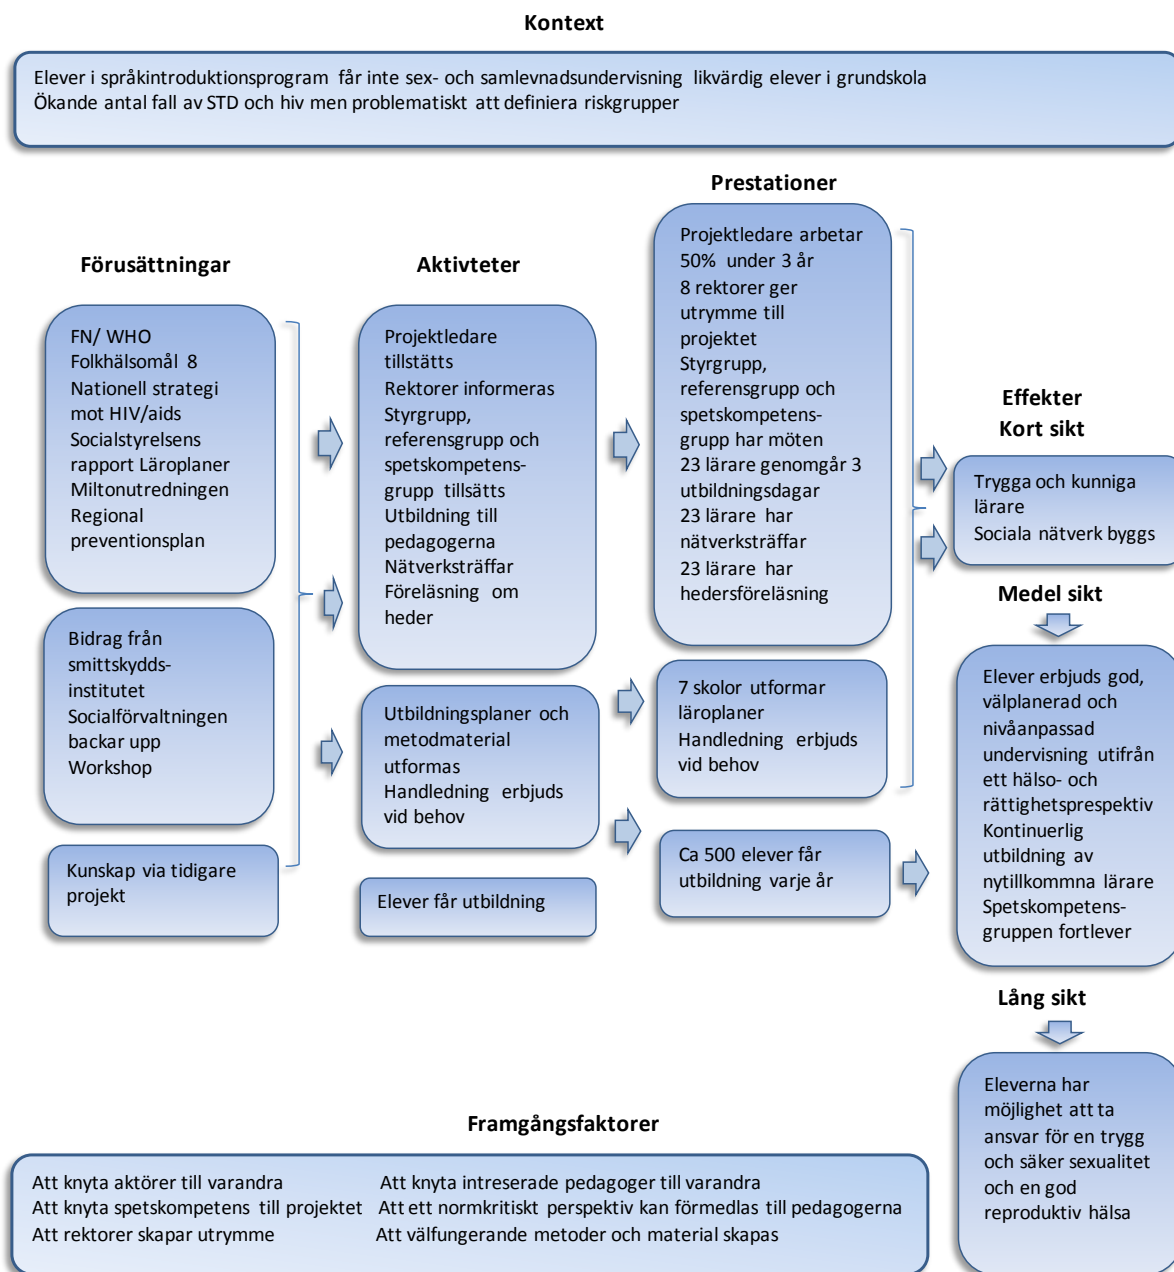 Kontext
Elever i språkintroduktionsprogram får inte sex- och samlevnadsundervisning likvärdig elever i grundskola
Ökande antal fall av STD och hiv men problematiskt att definiera riskgrupper
Förusättningar
FN/ WHO
Folkhälsomål 8
Nationell strategi
mot HIV/aids
Socialstyrelsens
rapport Läroplaner
Miltonutredningen
Regional
preventionsplan
Bidrag från
smittskydds-
institutet
Socialförvaltningen
backar upp
Workshop
Kunskap via tidigare
projekt
Aktivteter
Projektledare
tillstätts
Rektorer informeras
Styrgrupp,
referensgrupp och
spetskompetens-
grupp tillsätts
Utbildning till
pedagogerna
Nätverksträffar
Föreläsning om
heder
Utbildningsplaner och
metodmaterial
utformas
Handledning erbjuds
vid behov
Elever får utbildning
Prestationer
Projektledare arbetar
50% under 3 år
8 rektorer ger
utrymme till
projektet
Styrgrupp,
referensgrupp och
spetskompetens-
grupp har möten
23 lärare genomgår 3
utbildningsdagar
23 lärare har
nätverksträffar
23 lärare har
hedersföreläsning
7 skolor utformar
läroplaner
Handledning erbjuds
vid behov
Ca 500 elever får
utbildning varje år
Effekter
Kort sikt
Trygga och kunniga
lärare
Sociala nätverk byggs
Medel sikt
Elever erbjuds god,
välplanerad och
nivåanpassad
undervisning utifrån
ett hälso- och
rättighetsprespektiv
Kontinuerlig
utbildning av
nytillkommna lärare
Spetskompetens-
gruppen fortlever
Lång sikt
Eleverna har
möjlighet att ta
ansvar för en trygg
och säker sexualitet
och en god
reproduktiv hälsa
Framgångsfaktorer
Att knyta aktörer till varandra
Att knyta spetskompetens till projektet
Att rektorer skapar utrymme
Att knyta intreserade pedagoger till varandra
Att ett normkritiskt perspektiv kan förmedlas till pedagogerna
Att välfungerande metoder och material skapas